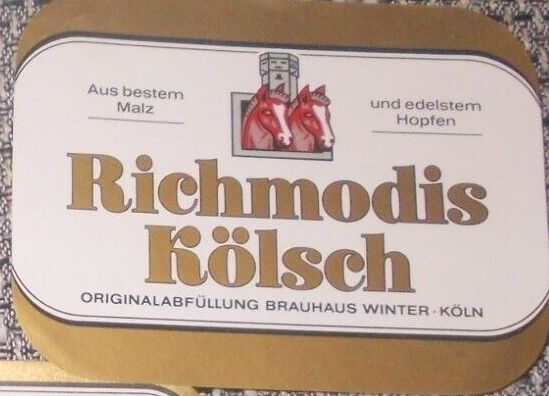 Aus bestem
Malz
und edelstem
Hopfen
Richmodis
Kölsch
ORIGINALABFÜLLUNG BRAUHAUS WINTER · KÖLN